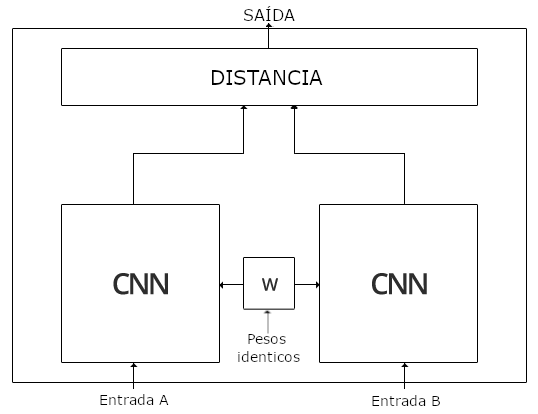 SAÍDA
DISTANCIA
CNN
W
CNN
Pesos
identicos
Entrada A
Entrada B